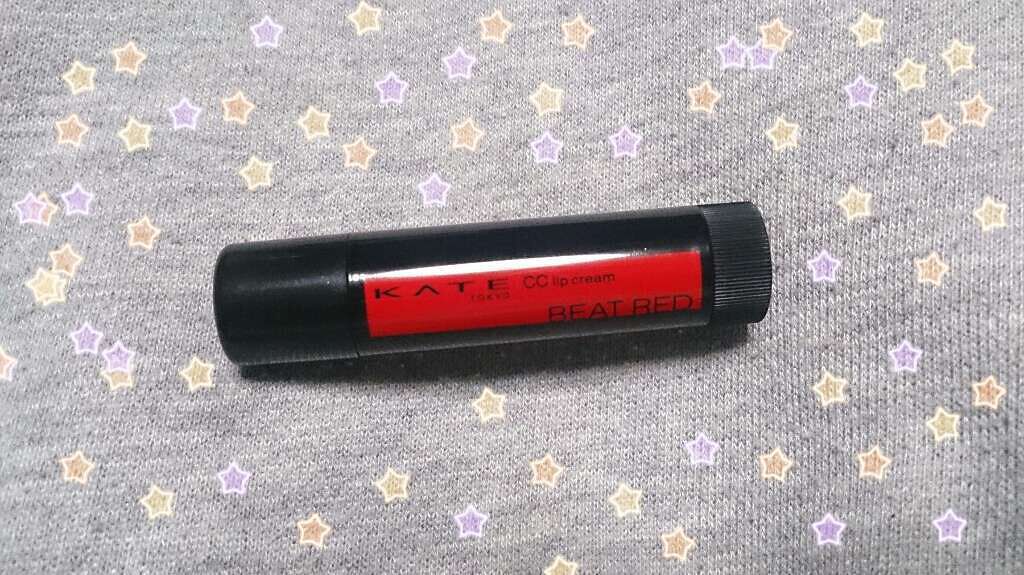 KATE CC lip cream
TOKYO
BEAT RED